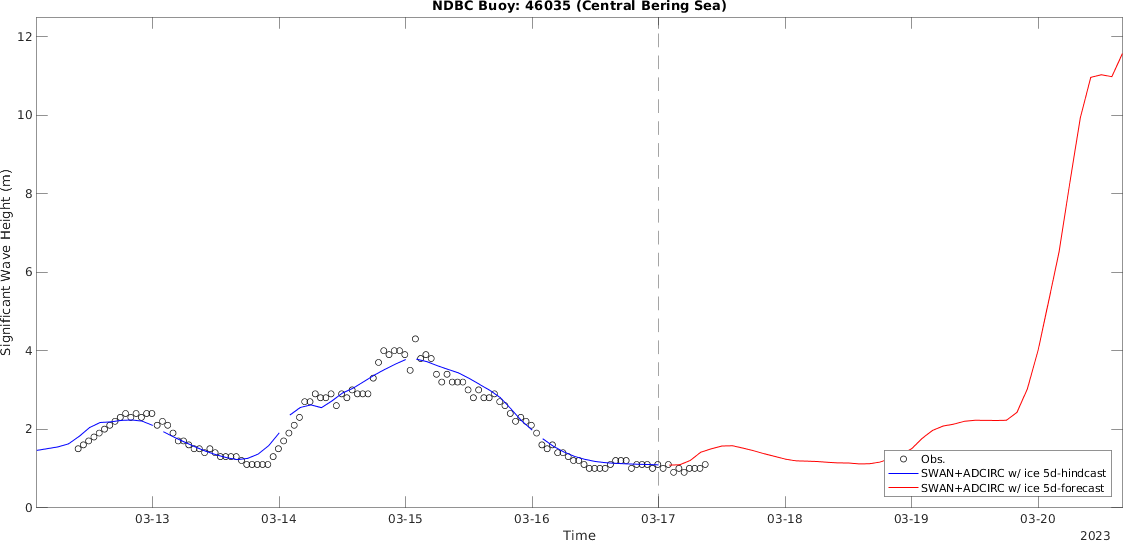 NDBC Buoy: 46035 (Central Bering Sea)
Significant Wave Height (m)
12
10
8
6
4
2
0
Obs.
SWAN+ADCIRC w/ ice 5d-hindcast
SWAN+ADCIRC w/ ice 5d-forecast
03-13 03-14 03-15 03-16 03-17 03-18 03-19 03-20
Time
2023